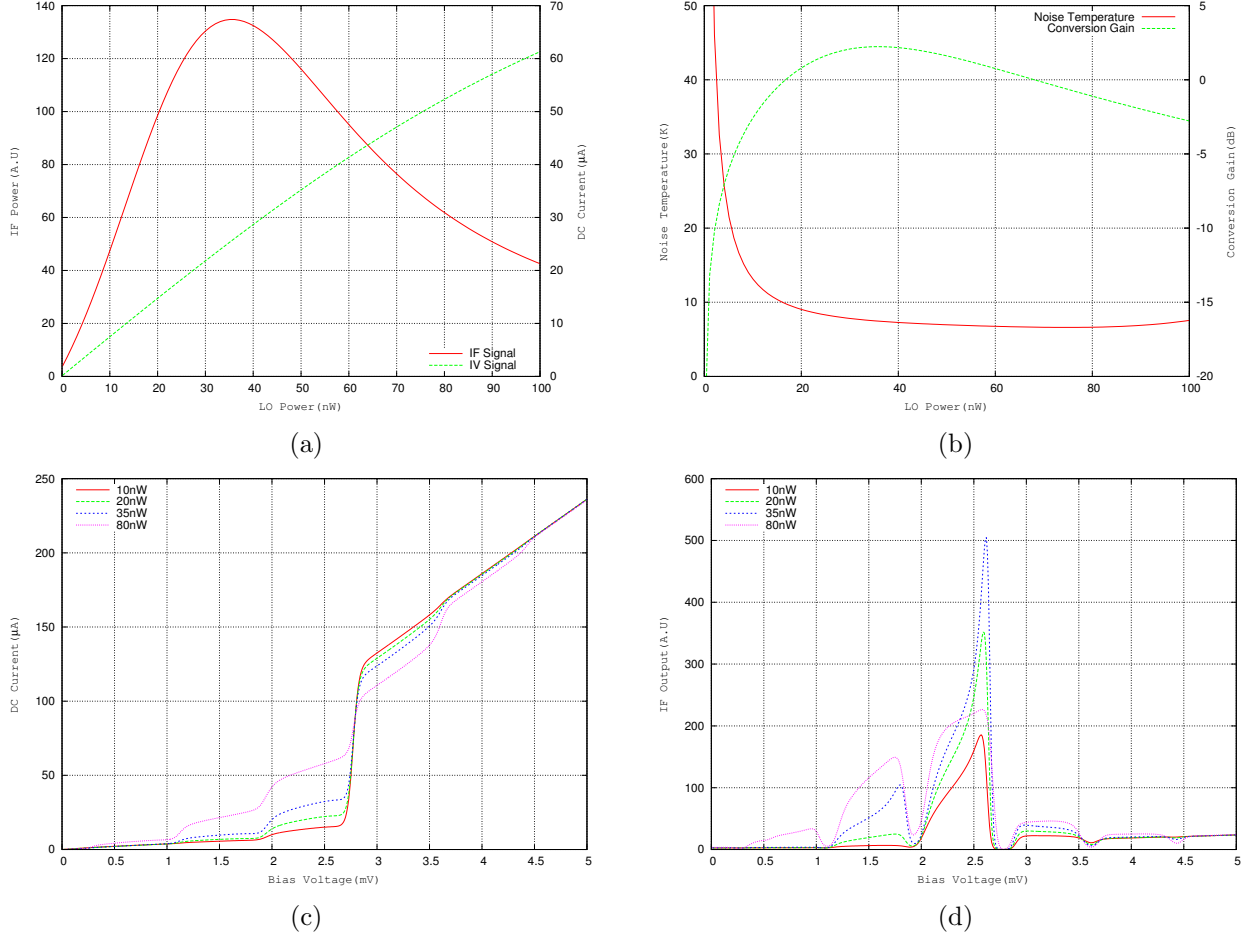 IF Power(A.U)
140
120
100
80
60
40
20
0
70
60
50
40
30
20
10
0
DC Current(μA)
IF Signal
IV Signal
0 10 20 30 40 50 60 70 80 90 100
LO Power(nW)
(a)
Noise Temperature(K)
50
40
30
20
10
0
5
0
-5
-10
-15
-20
Conversion Gain(dB)
Noise Temperature
Conversion Gain
0 20 40 60 80 100
LO Power(nW)
(b)
DC Current(μA)
250
200
150
100
50
0
10nW
20nW
35nW
80nW
0 0.5 1 1.5 2 2.5 3 3.5 4 4.5 5
Bias Voltage(mV)
(c)
IF Output(A.U)
600
500
400
300
200
100
0
10nW
20nW
35nW
80nW
0 0.5 1 1.5 2 2.5 3 3.5 4 4.5 5
Bias Voltage(mV)
(d)